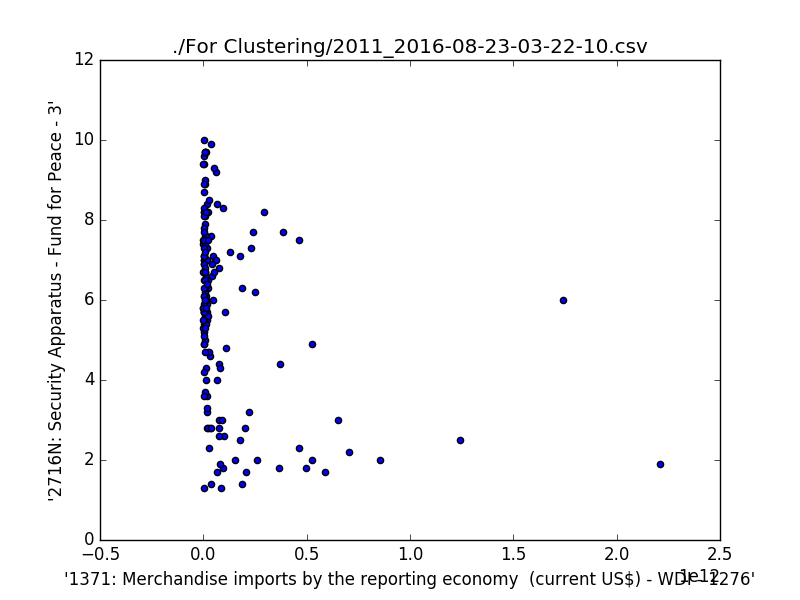 ./For Clustering/2011_2016-08-23-03-22-10.csv
12
10
8
6
4
2
0
'2716N: Security Apparatus - Fund for Peace - 3'
−0.5 0.0 0.5 1.0 1.5 2.0 2.5
1e12
'1371: Merchandise imports by the reporting economy  (current US$) - WDI - 1276'